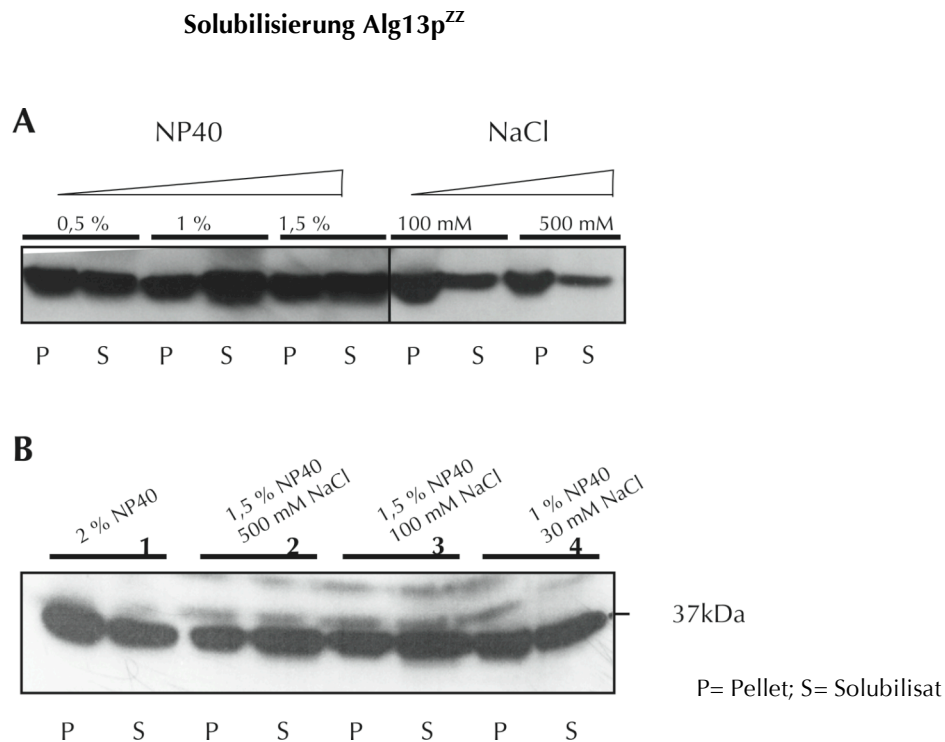 Solubilisierung Alg13p^ZZ
A
NP40 NaCl
0,5 % 1 % 1,5 % 100 mM 500 mM
P S P S P S P S P S
B
2 % NP40
1,5 % NP40
500 mM NaCl
1,5 % NP40
100 mM NaCl
1 % NP40
30 mM NaCl
1 2 3 4
37kDa
P= Pellet; S= Solubilisat
P S P S P S P S